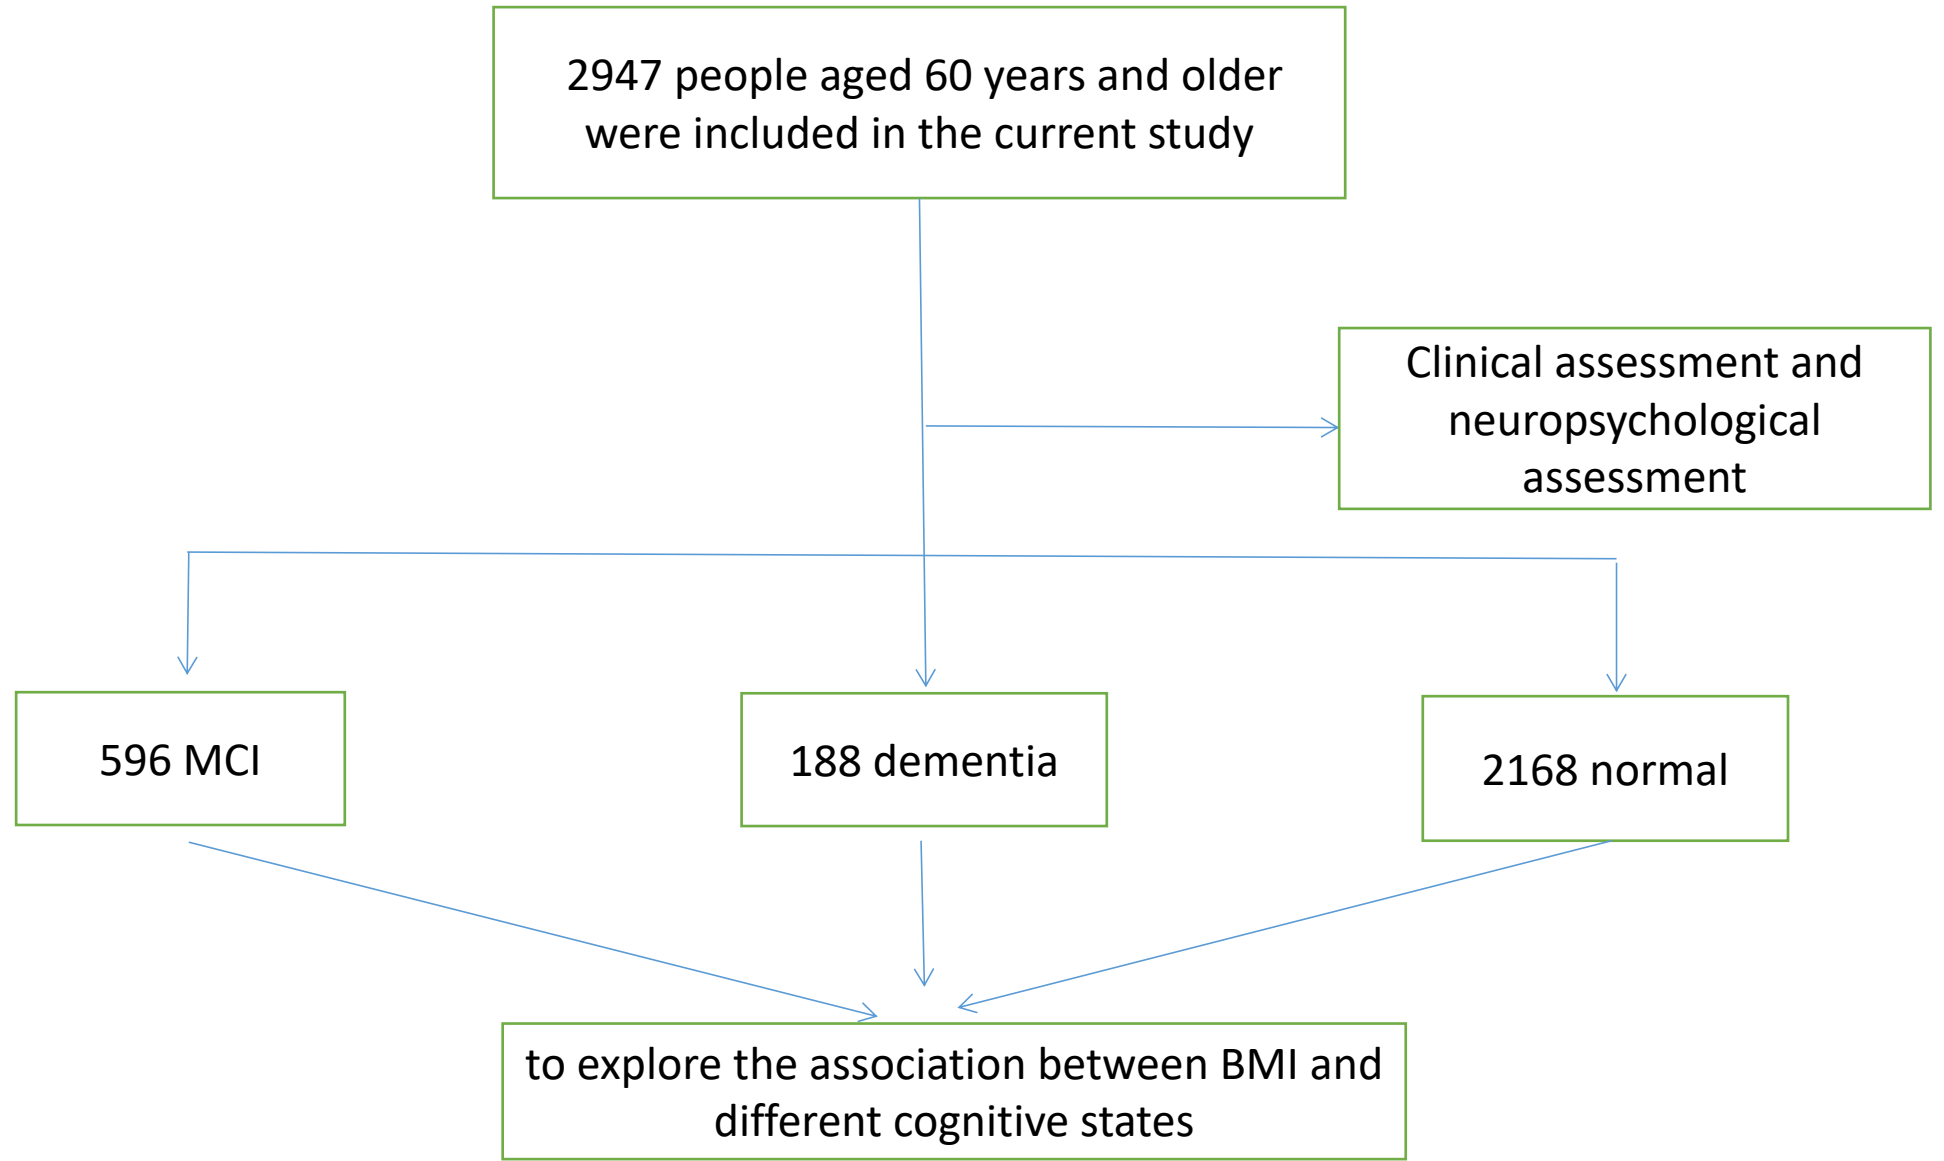 2947 people aged 60 years and older
were included in the current study
Clinical assessment and
neuropsychological
assessment
596 MCI
188 dementia
2168 normal
to explore the association between BMI and
different cognitive states